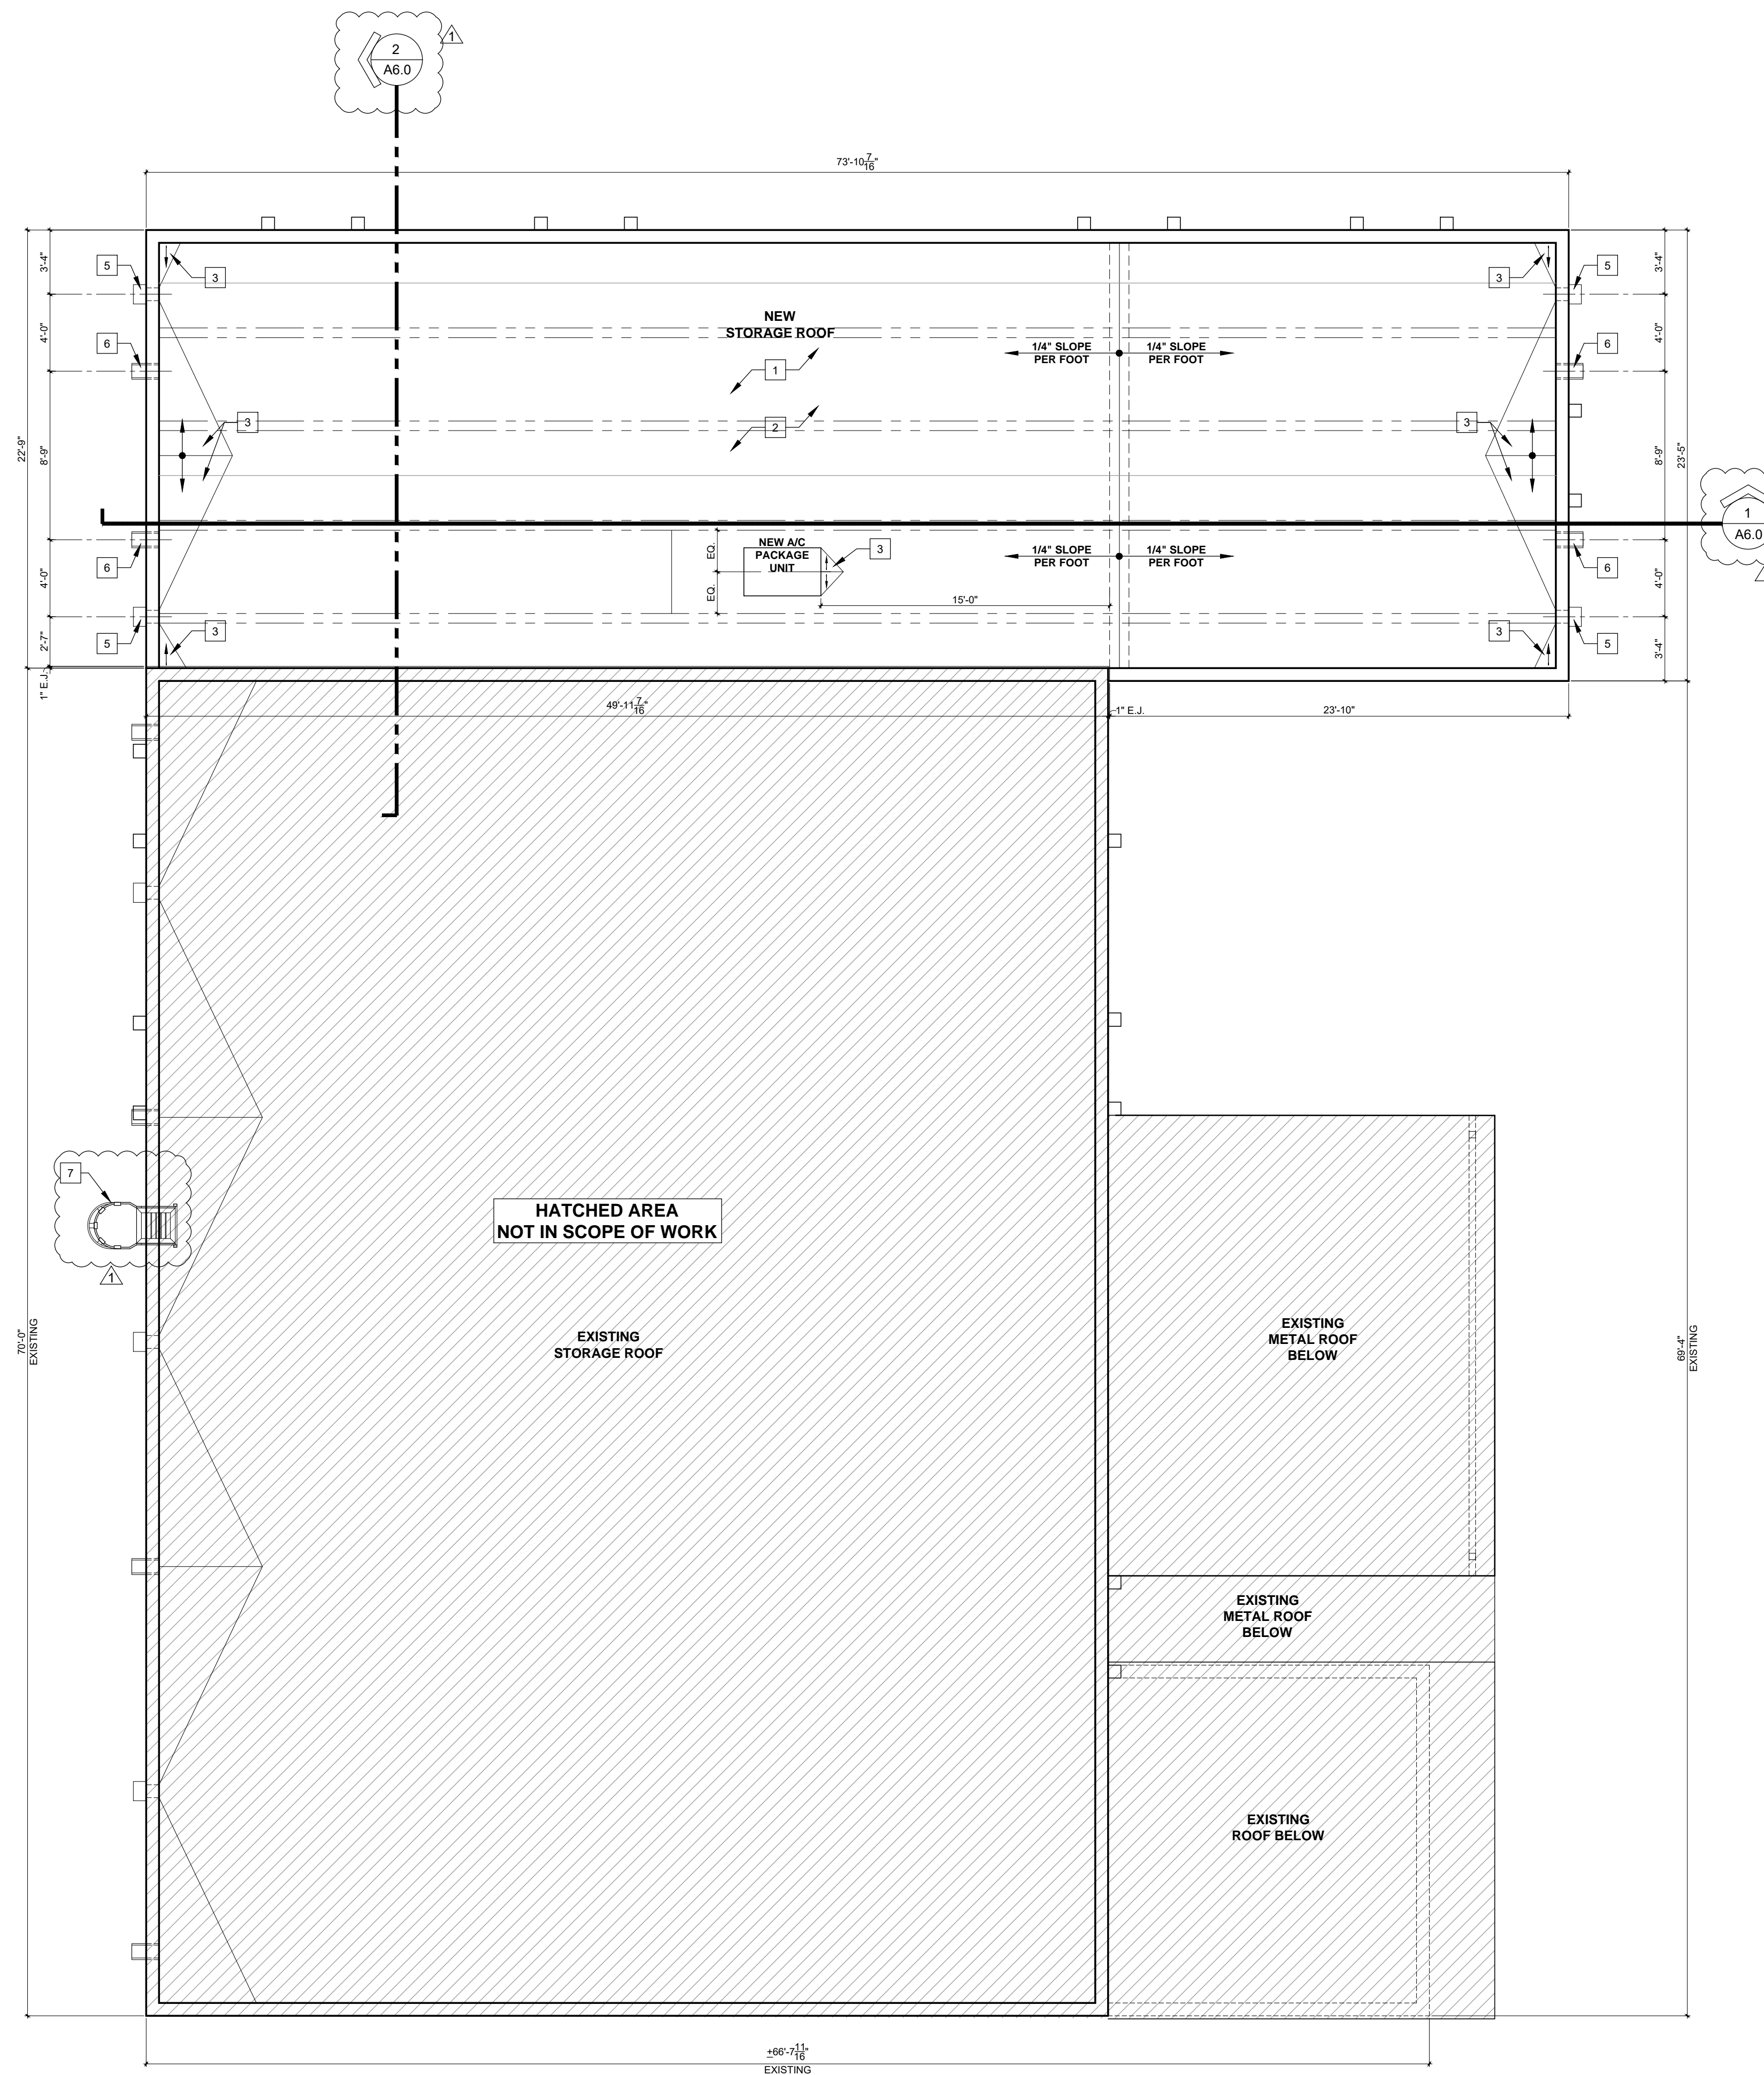 2
A6.0
1
73'-10 7/16"
3'-4"
5
3
3
5
3'-4"
NEW
STORAGE ROOF
4'-0"
6
1/4" SLOPE
PER FOOT
1/4" SLOPE
PER FOOT
6
4'-0"
1
22'-9"
8'-9"
3
2
3
8'-9"
23'-5"
1
A6.0
6
4'-0"
EQ.
EQ.
NEW A/C
PACKAGE
UNIT
3
1/4" SLOPE
PER FOOT
1/4" SLOPE
PER FOOT
6
4'-0"
15'-0"
5
2'-7"
3
3
5
3'-4"
1" E.J.
49'-11 7/16"
1" E.J.
23'-10"
7
1
HATCHED AREA
NOT IN SCOPE OF WORK
70'-0"
EXISTING
EXISTING
STORAGE ROOF
EXISTING
METAL ROOF
BELOW
69'-4"
EXISTING
EXISTING
METAL ROOF
BELOW
EXISTING
ROOF BELOW
±66'-7 11/16"
EXISTING